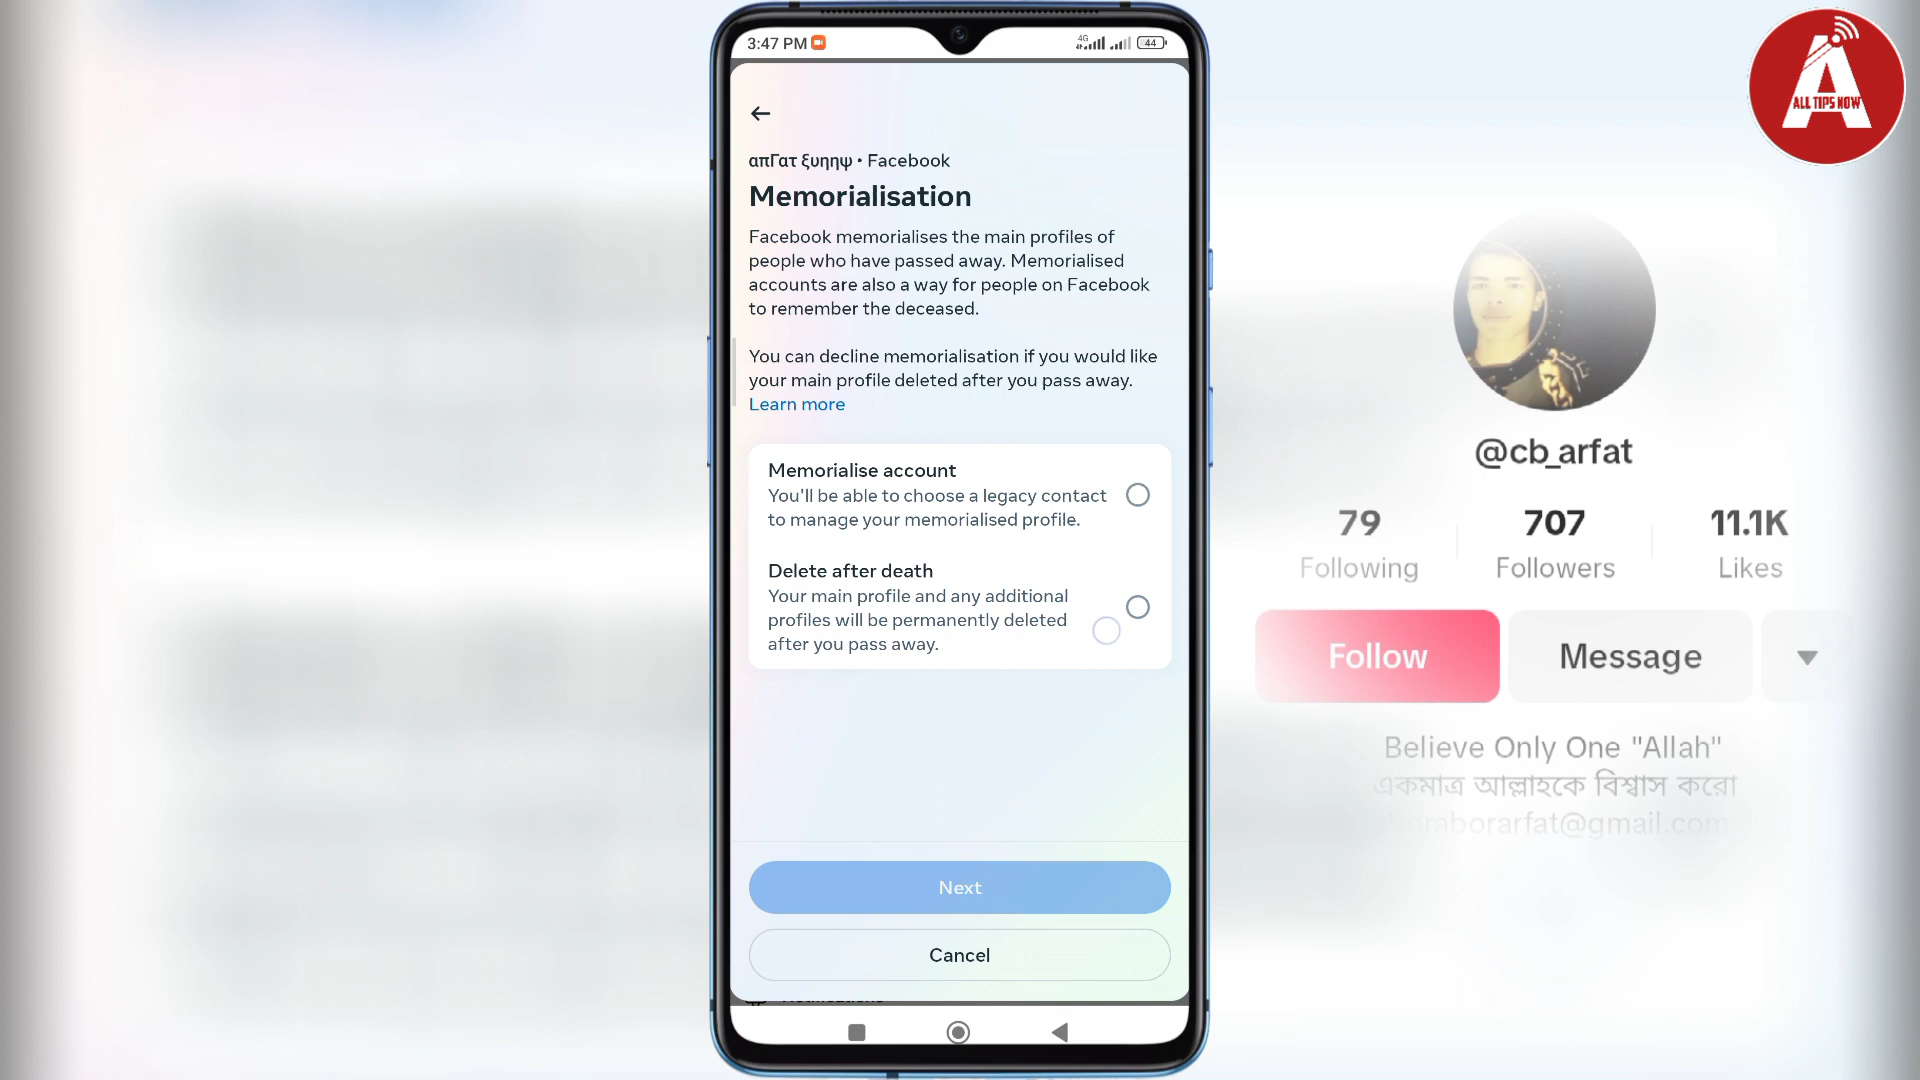 3:47 PM
4G
44
ALL TIPS NOW
απΓατ ξυηηψ • Facebook
Memorialisation
Facebook memorialises the main profiles of
people who have passed away. Memorialised
accounts are also a way for people on Facebook
to remember the deceased.
You can decline memorialisation if you would like
your main profile deleted after you pass away.
Learn more
Memorialise account
You'll be able to choose a legacy contact
to manage your memorialised profile.
Delete after death
Your main profile and any additional
profiles will be permanently deleted
after you pass away.
Next
Cancel
@cb_arfat
79
707
11.1K
Following
Followers
Likes
Follow
Message
Believe Only One "Allah"
একমাত্র আল্লাহকে বিশ্বাস করো